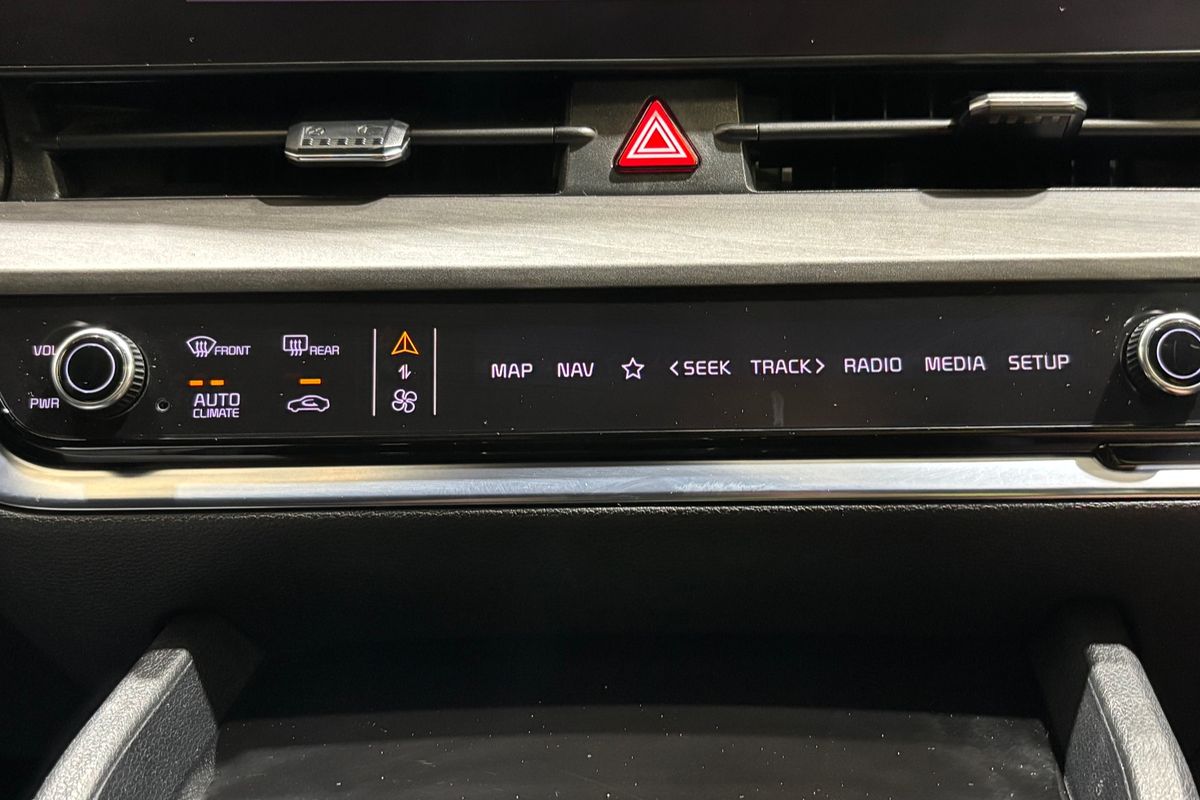 VOL
PWR
FRONT
REAR
AUTO
CLIMATE
MAP NAV <SEEK TRACK> RADIO MEDIA SETUP